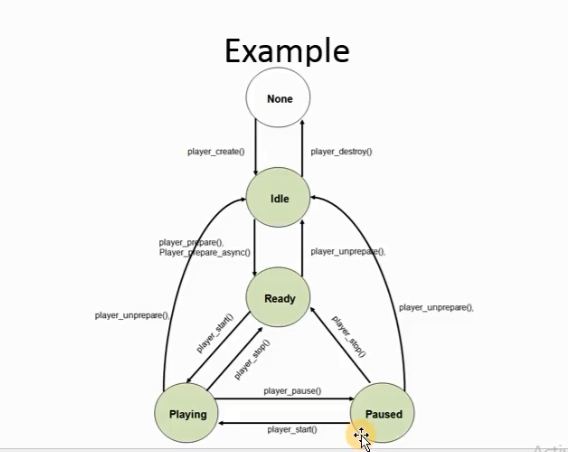 Example
None
player_create()
player_destroy()
Idle
player_prepare(),
Player_prepare_async()
player_unprepare(),
Ready
player_unprepare(),
player_unprepare(),
player_start()
player_stop()
player_stop()
player_pause()
Playing
Paused
player_start()